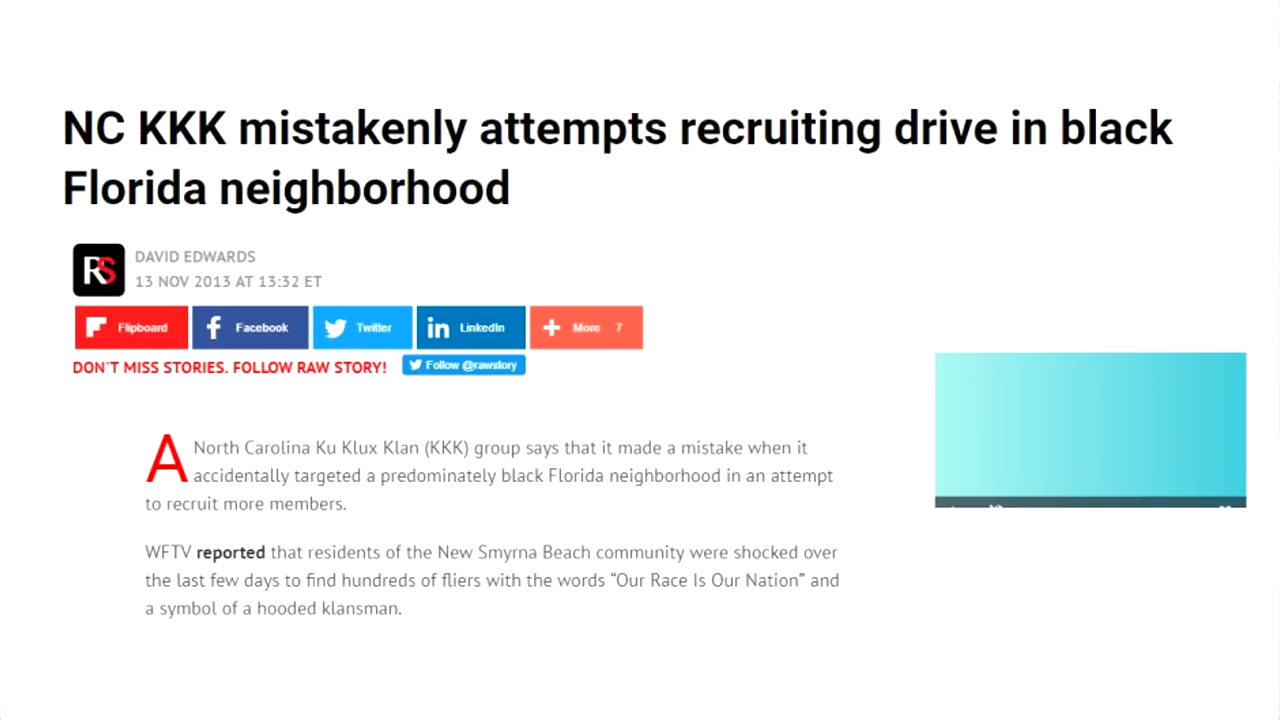 NC KKK mistakenly attempts recruiting drive in black
Florida neighborhood
RS
DAVID EDWARDS
13 NOV 2013 AT 13:32 ET
Flipboard
Facebook
Twitter
LinkedIn
More 7
DON'T MISS STORIES. FOLLOW RAW STORY!
Follow @rawstory
A North Carolina Ku Klux Klan (KKK) group says that it made a mistake when it
accidentally targeted a predominately black Florida neighborhood in an attempt
to recruit more members.
WFTV reported that residents of the New Smyrna Beach community were shocked over
the last few days to find hundreds of fliers with the words “Our Race Is Our Nation” and
a symbol of a hooded klansman.